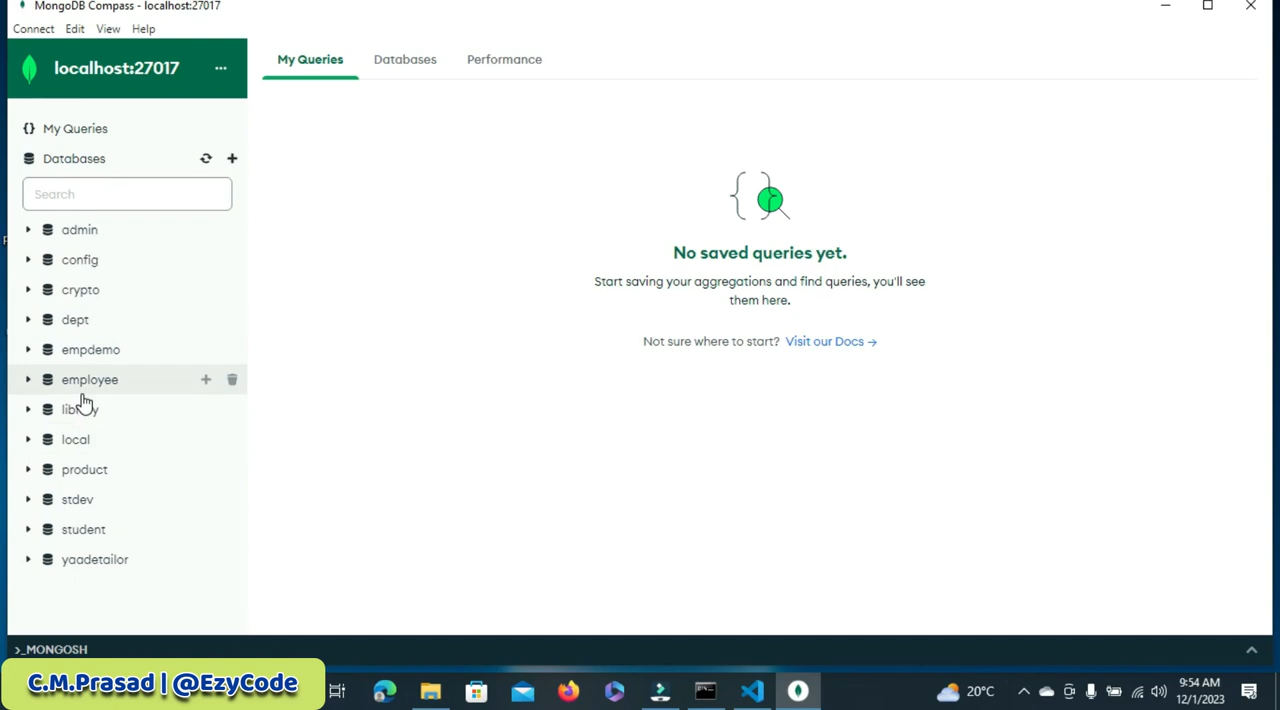 MongoDB Compass - localhost:27017
Connect Edit View Help
localhost:27017
My Queries Databases Performance
{} My Queries
Databases
Search
admin
config
crypto
dept
empdemo
employee
local
product
stdev
student
yaadetailor
No saved queries yet.
Start saving your aggregations and find queries, you'll see
them here.
Not sure where to start? Visit our Docs →
>_MONGOSH
C.M.Prasad | @EzyCode
20°C
9:54 AM
12/1/2023